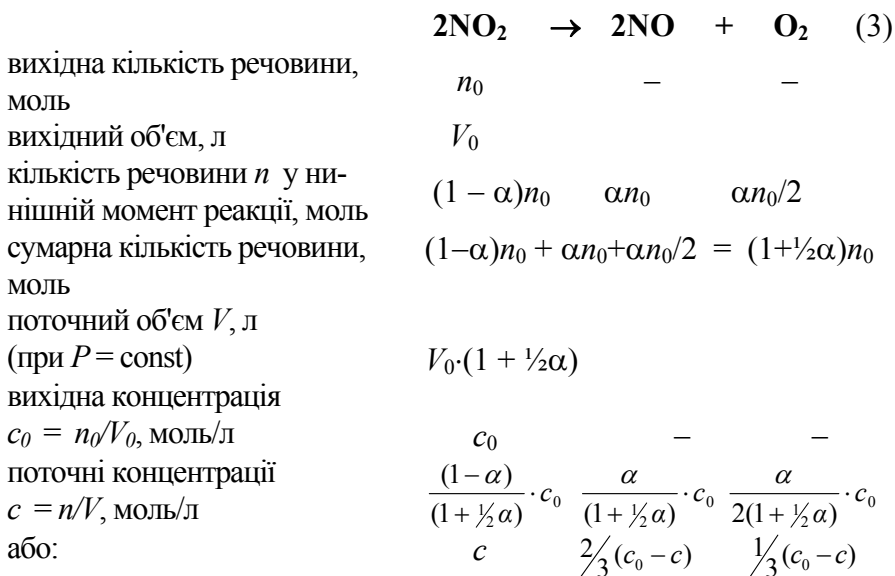 2NO₂ → 2NO + O₂ (3)
вихідна кількість речовини, моль n₀ – –
вихідний об'єм, л V₀
кількість речовини n у ни-
нішній момент реакції, моль (1 – α)n₀ αn₀ αn₀/2
сумарна кількість речовини, моль (1–α)n₀ + αn₀+αn₀/2 = (1+½α)n₀
поточний об'єм V, л
(при P = const) V₀·(1 + ½α)
вихідна концентрація
c₀ = n₀/V₀, моль/л c₀ – –
поточні концентрації
c = n/V, моль/л (1–α)/(1+½α)·c₀ α/(1+½α)·c₀ α/2(1+½α)·c₀
або: c 2/3(c₀ – c) 1/3(c₀ – c)